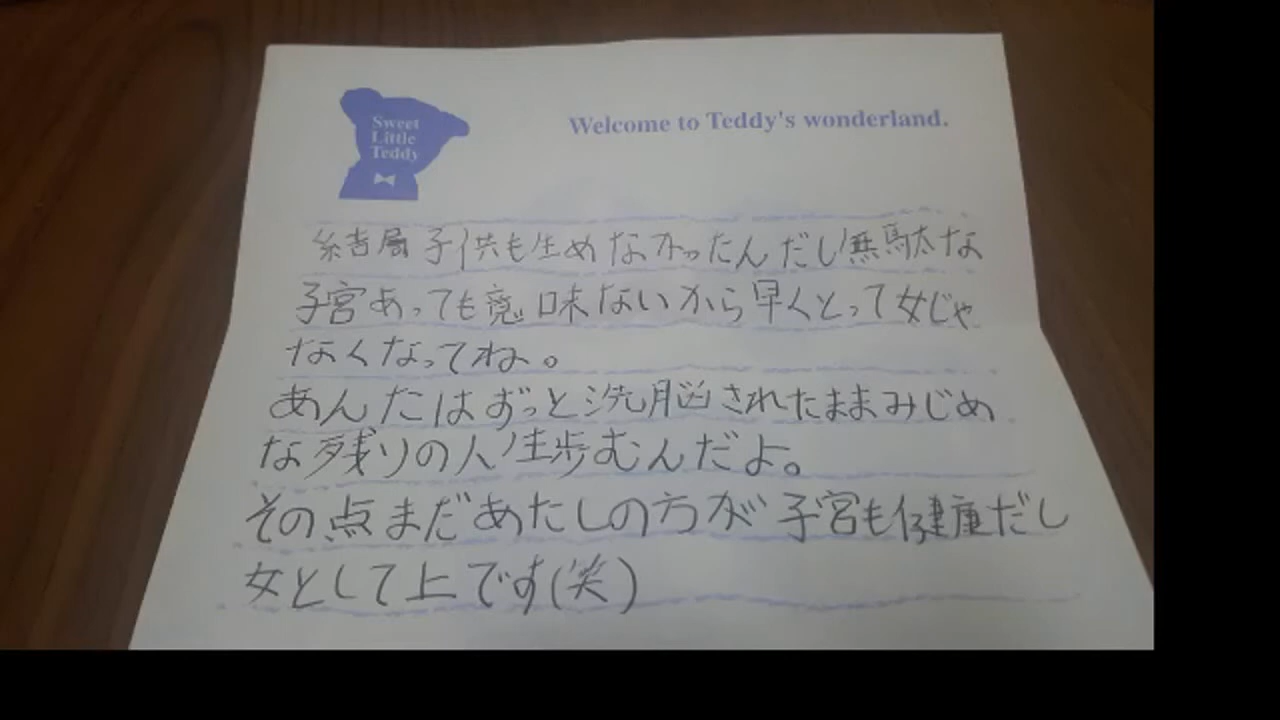 Sweet
Little
Teddy
Welcome to Teddy's wonderland.
結局子供も生めなかったんだし無駄な
子宮あっても意味ないから早くとって女じゃ
なくなってね。
あんたはずっと洗脳されたままみじめ
な残りの人生歩むんだよ。
その点まだあたしの方が子宮も健康だし
女として上です(笑)